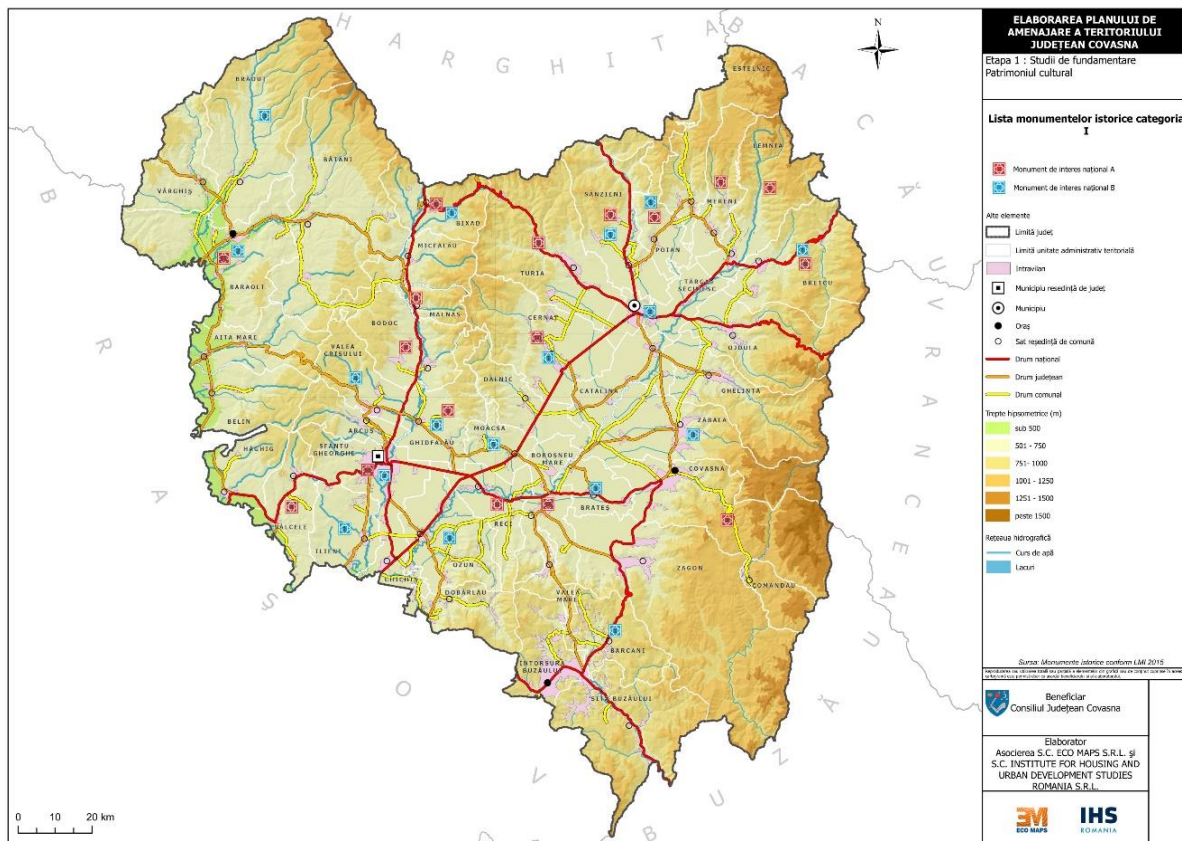 HARGHITA
BACĂU
VRANCEA
BUZĂU
BRAȘOV
N
ESTELNIC
BRĂDUȚ
LEMNIA
BĂȚANI
VÂRGHIȘ
SÂNZIENI
MERENI
BIXAD
POIAN
MICFALĂU
TURIA
BREȚCU
BARAOLT
MALNAȘ
CERNAT
BODOC
AITA MARE
VALEA
CRIȘULUI
OJDULA
DALNIC
CATALINA
GHELINȚA
BELIN
ARCUȘ
ZĂBALA
GHIDFALĂU
MOACȘA
HĂGHIG
SFÂNTU
GHEORGHE
BOROȘNEU
MARE
COVASNA
BRATEȘ
VÂLCELE
RECI
ILIENI
OZUN
ZAGON
CHICHIȘ
COMANDĂU
DOBÂRLĂU
VALEA
MARE
BARCANI
ÎNTORSURA
BUZĂULUI
SITA BUZĂULUI
0 10 20 km
ELABORAREA PLANULUI DE
AMENAJARE A TERITORIULUI
JUDEȚEAN COVASNA
Etapa 1 : Studii de fundamentare
Patrimoniul cultural
Lista monumentelor istorice categoria
I
Monument de interes național A
Monument de interes național B
Alte elemente
Limită județ
Limită unitate administrativ teritorială
Intravilan
Municipiu reședință de județ
Municipiu
Oraș
Sat reședință de comună
Drum național
Drum județean
Drum comunal
Trepte hipsometrice (m)
sub 500
501 - 750
751- 1000
1001 - 1250
1251 - 1500
peste 1500
Rețeaua hidrografică
Curs de apă
Lacuri
Sursa: Monumente istorice conform LMI 2015
Beneficiar
Consiliul Județean Covasna
Elaborator
Asocierea S.C. ECO MAPS S.R.L. și
S.C. INSTITUTE FOR HOUSING AND
URBAN DEVELOPMENT STUDIES
ROMANIA S.R.L.
ECO MAPS
IHS
ROMANIA